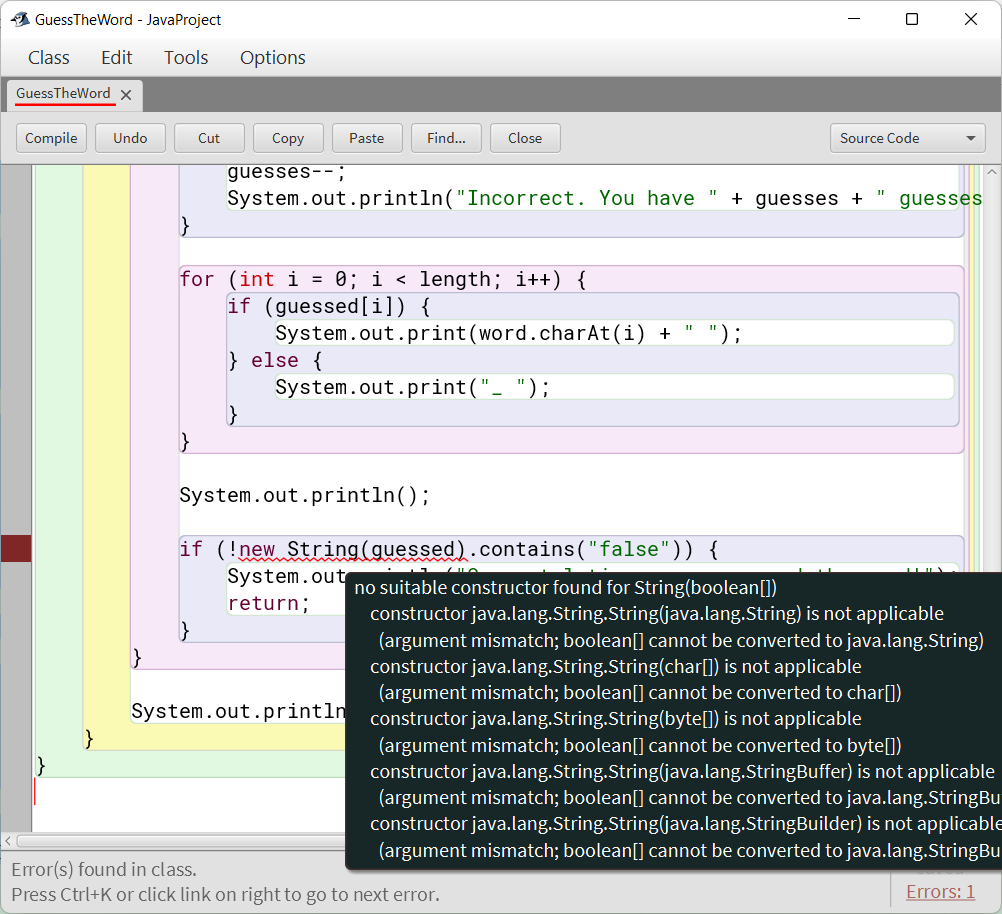 GuessTheWord - JavaProject
Class Edit Tools Options
GuessTheWord
Compile Undo Cut Copy Paste Find... Close Source Code
guesses--;
System.out.println("Incorrect. You have " + guesses + " guesses
}
for (int i = 0; i < length; i++) {
if (guessed[i]) {
System.out.print(word.charAt(i) + " ");
} else {
System.out.print("_ ");
}
}
System.out.println();
if (!new String(guessed).contains("false")) {
System.out
return;
}
}
System.out.println
}
}
no suitable constructor found for String(boolean[])
constructor java.lang.String.String(java.lang.String) is not applicable
(argument mismatch; boolean[] cannot be converted to java.lang.String)
constructor java.lang.String.String(char[]) is not applicable
(argument mismatch; boolean[] cannot be converted to char[])
constructor java.lang.String.String(byte[]) is not applicable
(argument mismatch; boolean[] cannot be converted to byte[])
constructor java.lang.String.String(java.lang.StringBuffer) is not applicable
(argument mismatch; boolean[] cannot be converted to java.lang.StringBu
constructor java.lang.String.String(java.lang.StringBuilder) is not applicable
(argument mismatch; boolean[] cannot be converted to java.lang.StringBu
Error(s) found in class.
Press Ctrl+K or click link on right to go to next error.
Errors: 1